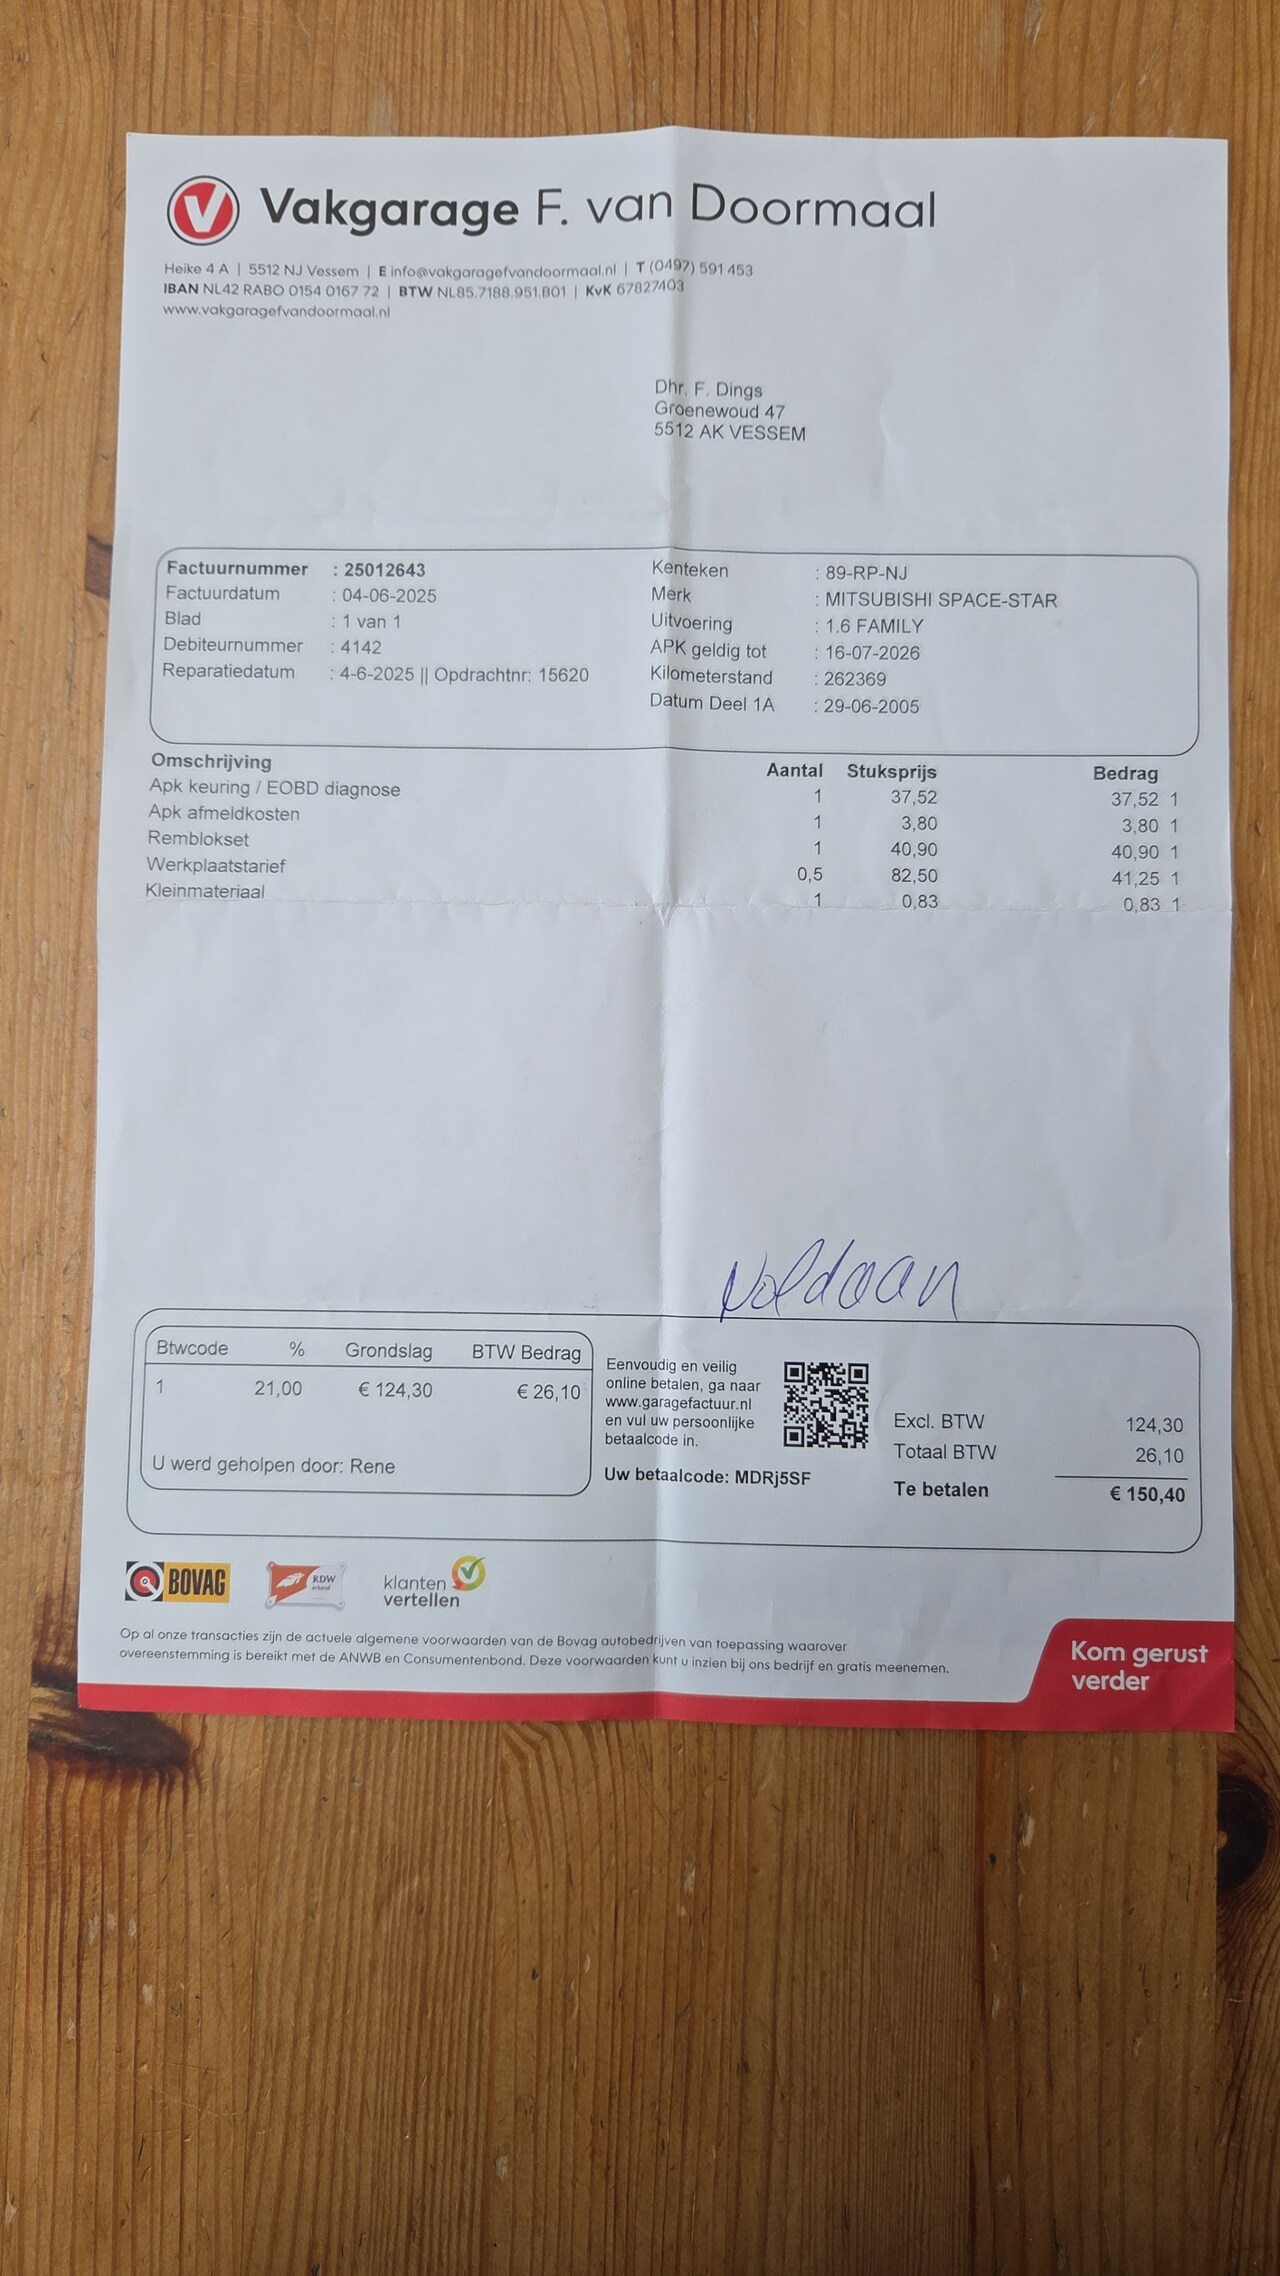 Vakgarage F. van Doormaal
Heike 4 A | 5512 NJ Vessem | E info@vakgaragefvandoormaal.nl | T (0497) 591 453
IBAN NL42 RABO 0154 0167 72 | BTW NL85.7188.951.B01 | KvK 67827403
www.vakgaragefvandoormaal.nl
Dhr. F. Dings
Groenewoud 47
5512 AK VESSEM
Factuurnummer : 25012643
Factuurdatum : 04-06-2025
Blad : 1 van 1
Debiteurnummer : 4142
Reparatiedatum : 4-6-2025 || Opdrachtnr: 15620
Kenteken : 89-RP-NJ
Merk : MITSUBISHI SPACE-STAR
Uitvoering : 1.6 FAMILY
APK geldig tot : 16-07-2026
Kilometerstand : 262369
Datum Deel 1A : 29-06-2005
Omschrijving Aantal Stuksprijs Bedrag
Apk keuring / EOBD diagnose 1 37,52 37,52 1
Apk afmeldkosten 1 3,80 3,80 1
Remblokset 1 40,90 40,90 1
Werkplaatstarief 0,5 82,50 41,25 1
Kleinmateriaal 1 0,83 0,83 1
Voldaan
Btwcode % Grondslag BTW Bedrag
1 21,00 € 124,30 € 26,10
U werd geholpen door: Rene
Eenvoudig en veilig
online betalen, ga naar
www.garagefactuur.nl
en vul uw persoonlijke
betaalcode in.
Uw betaalcode: MDRj5SF
Excl. BTW 124,30
Totaal BTW 26,10
Te betalen € 150,40
BOVAG
RDW
erkend
klanten
vertellen
Op al onze transacties zijn de actuele algemene voorwaarden van de Bovag autobedrijven van toepassing waarover
overeenstemming is bereikt met de ANWB en Consumentenbond. Deze voorwaarden kunt u inzien bij ons bedrijf en gratis meenemen.
Kom gerust
verder